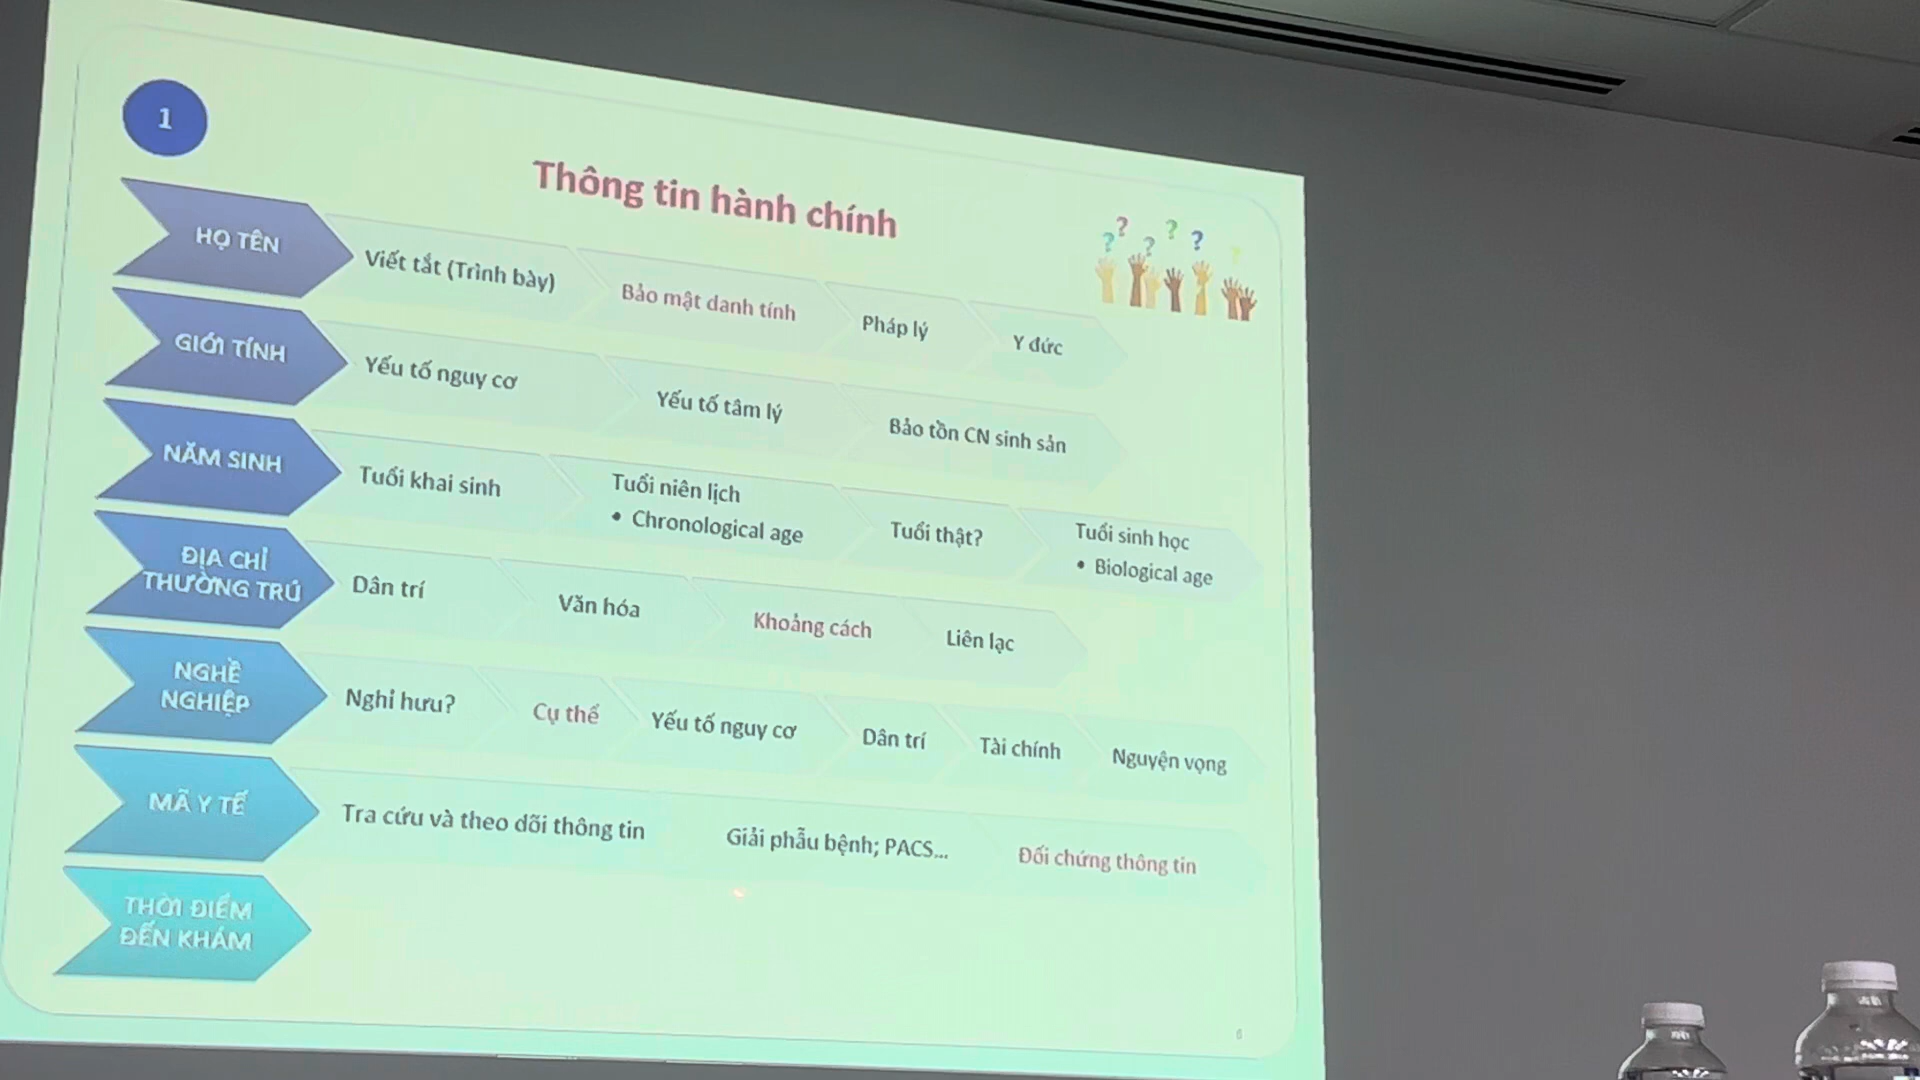 1
Thông tin hành chính
? ? ? ? ? ?
HỌ TÊN
Viết tắt (Trình bày)
Bảo mật danh tính
Pháp lý
Y đức
GIỚI TÍNH
Yếu tố nguy cơ
Yếu tố tâm lý
Bảo tồn CN sinh sản
NĂM SINH
Tuổi khai sinh
Tuổi niên lịch
• Chronological age
Tuổi thật?
Tuổi sinh học
• Biological age
ĐỊA CHỈ
THƯỜNG TRÚ
Dân trí
Văn hóa
Khoảng cách
Liên lạc
NGHỀ
NGHIỆP
Nghỉ hưu?
Cụ thể
Yếu tố nguy cơ
Dân trí
Tài chính
Nguyện vọng
MÃ Y TẾ
Tra cứu và theo dõi thông tin
Giải phẫu bệnh; PACS...
Đối chứng thông tin
THỜI ĐIỂM
ĐẾN KHÁM
6